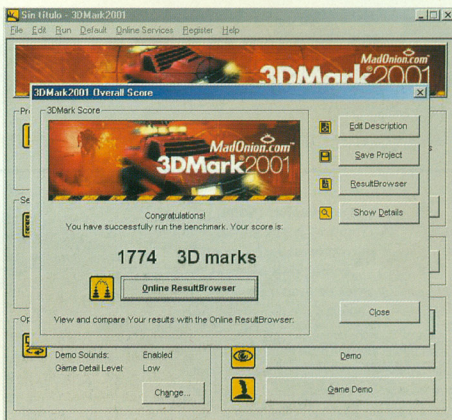 Sin título - 3DMark2001
File Edit Run Default Online Services Register Help
MadOnion.com
3DMark2001
3DMark2001 Overall Score
3DMark Score
MadOnion.com
3DMark2001
Congratulations!
You have successfully run the benchmark. Your score is:
1774 3D marks
Online ResultBrowser
View and compare Your results with the Online ResultBrowser:
Edit Description
Save Project
ResultBrowser
Show Details
Close
Pr
Se
Op
Demo Sounds: Enabled
Game Detail Level: Low
Change...
Demo
Game Demo